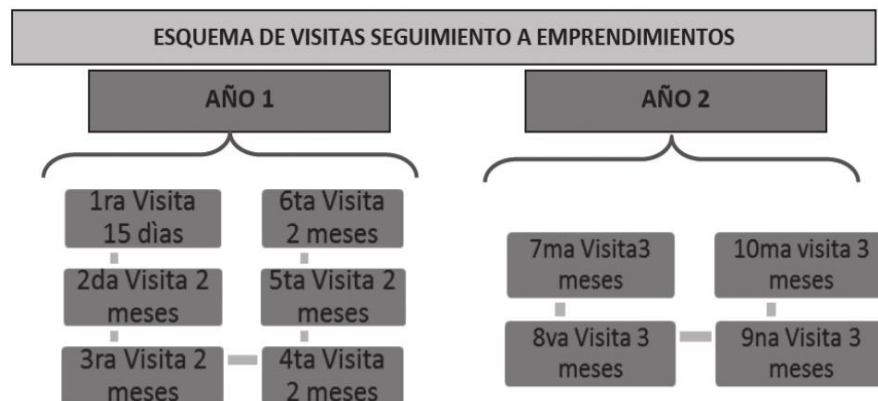 ESQUEMA DE VISITAS SEGUIMIENTO A EMPRENDIMIENTOS
AÑO 1
1ra Visita
15 dìas
2da Visita 2
meses
3ra Visita 2
meses
4ta Visita
2 meses
5ta Visita 2
meses
6ta Visita
2 meses
AÑO 2
7ma Visita3
meses
8va Visita 3
meses
9na Visita 3
meses
10ma visita 3
meses